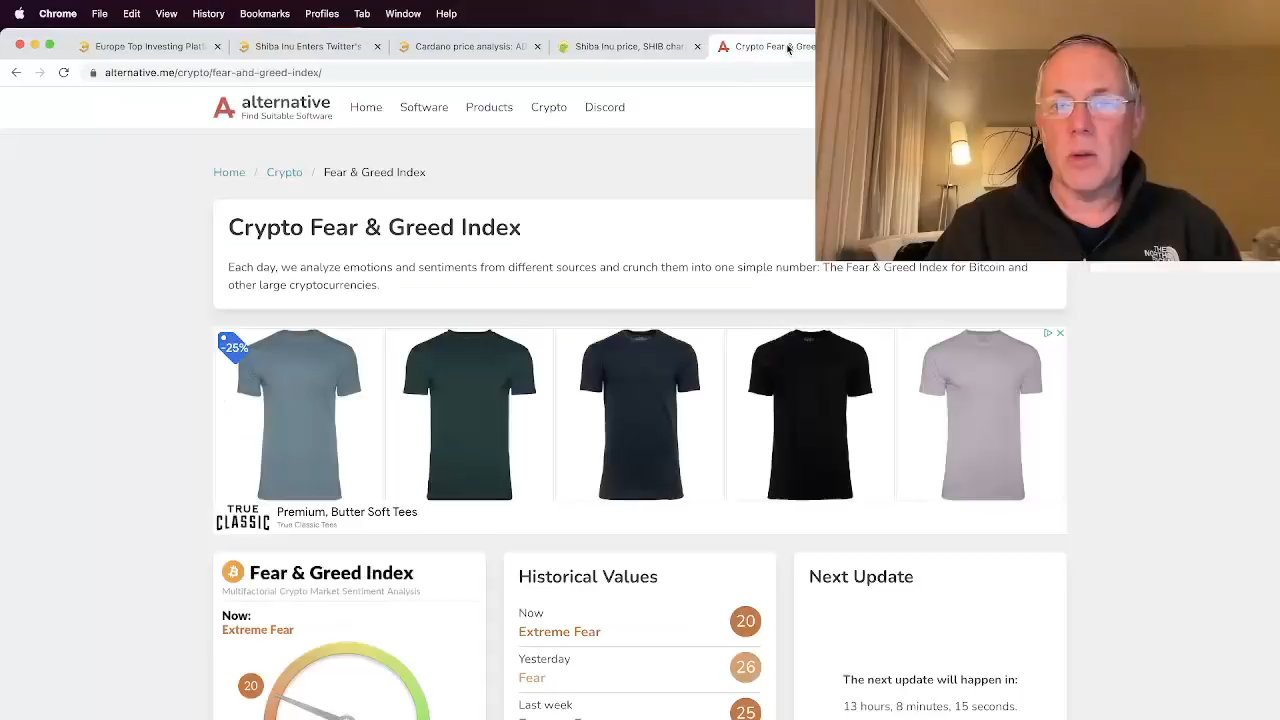 Chrome File Edit View History Bookmarks Profiles Tab Window Help
Europe Top Investing Platf
Shiba Inu Enters Twitter's
Cardano price analysis: AD
Shiba Inu price, SHIB char
Crypto Fear & Gree
alternative.me/crypto/fear-and-greed-index/
alternative
Find Suitable Software
Home Software Products Crypto Discord
Home / Crypto / Fear & Greed Index
Crypto Fear & Greed Index
Each day, we analyze emotions and sentiments from different sources and crunch them into one simple number: The Fear & Greed Index for Bitcoin and
other large cryptocurrencies.
THE
NORTH
-25%
TRUE
CLASSIC
Premium, Butter Soft Tees
True Classic Tees
Fear & Greed Index
Multifactorial Crypto Market Sentiment Analysis
Now:
Extreme Fear
20
Historical Values
Now
Extreme Fear
20
Yesterday
Fear
26
Last week
25
Next Update
The next update will happen in:
13 hours, 8 minutes, 15 seconds.